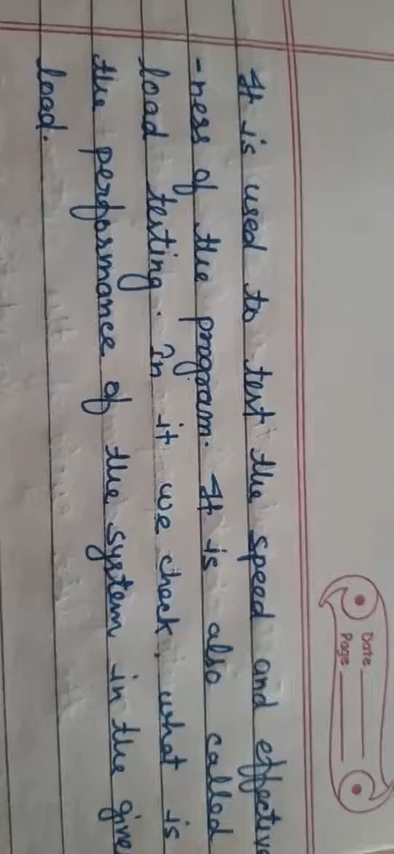 Date
Page
It is used to test the speed and effective
-ness of the program. It is also called
load testing. In it we check, what is
the performance of the system in the give
load.